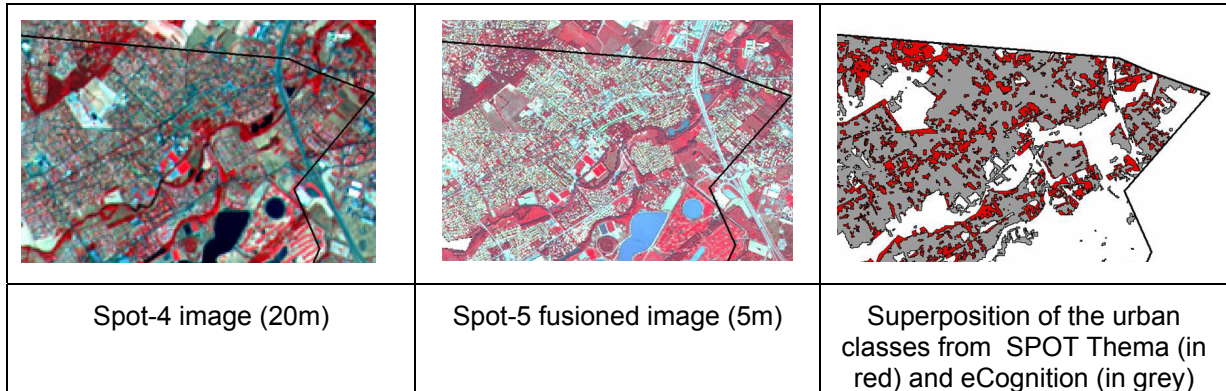 Spot-4 image (20m)
Spot-5 fusioned image (5m)
Superposition of the urban
classes from SPOT Thema (in
red) and eCognition (in grey)